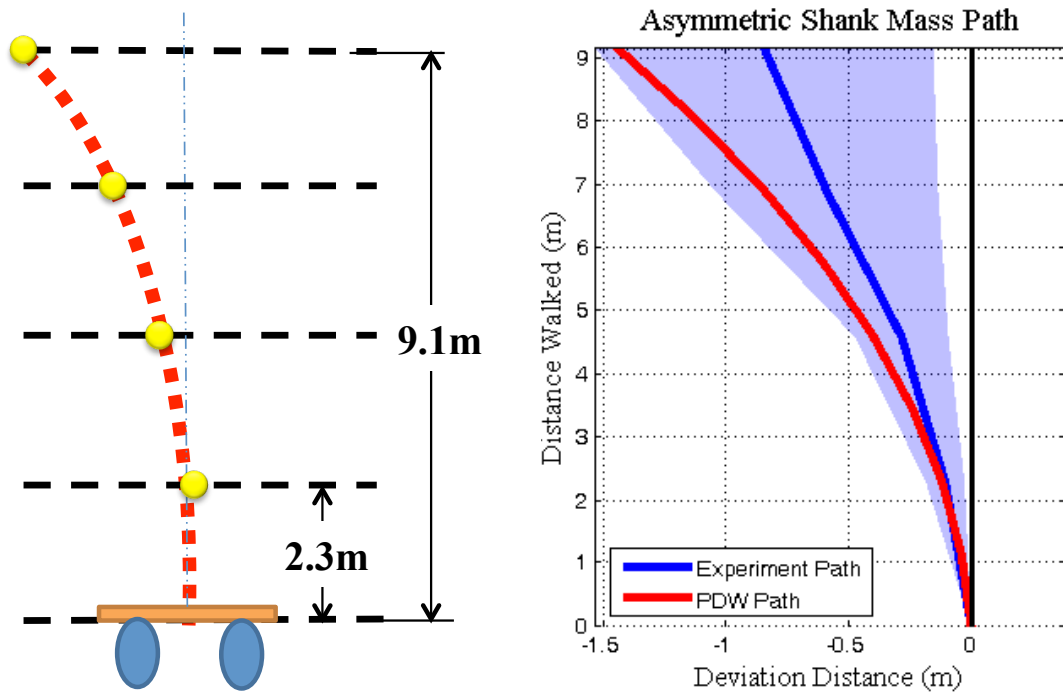 9.1m
2.3m
Asymmetric Shank Mass Path
Distance Walked (m)
9
8
7
6
5
4
3
2
1
0
Experiment Path
PDW Path
-1.5
-1
-0.5
0
Deviation Distance (m)